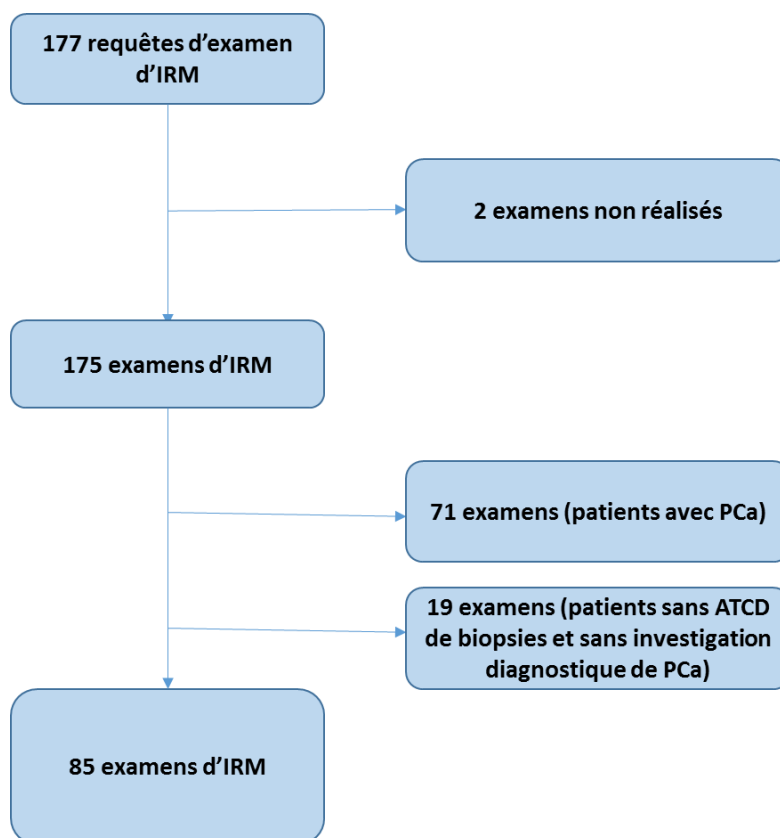 177 requêtes d’examen
d’IRM
2 examens non réalisés
175 examens d’IRM
71 examens (patients avec PCa)
19 examens (patients sans ATCD
de biopsies et sans investigation
diagnostique de PCa)
85 examens d’IRM